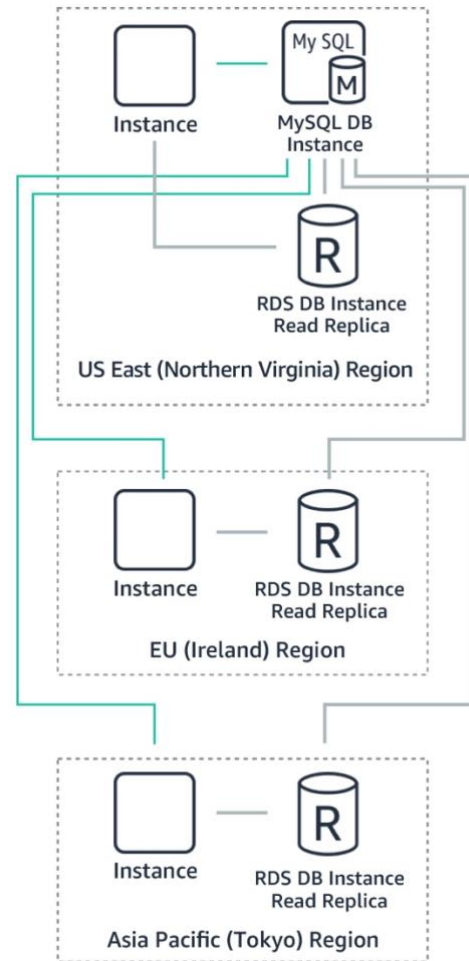 My SQL
M
Instance
MySQL DB
Instance
R
RDS DB Instance
Read Replica
US East (Northern Virginia) Region
R
Instance
RDS DB Instance
Read Replica
EU (Ireland) Region
R
Instance
RDS DB Instance
Read Replica
Asia Pacific (Tokyo) Region